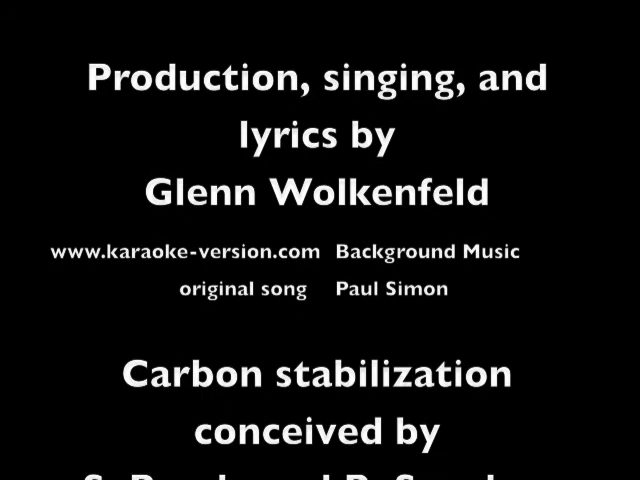 Production, singing, and
lyrics by
Glenn Wolkenfeld
www.karaoke-version.com Background Music
original song Paul Simon
Carbon stabilization
conceived by